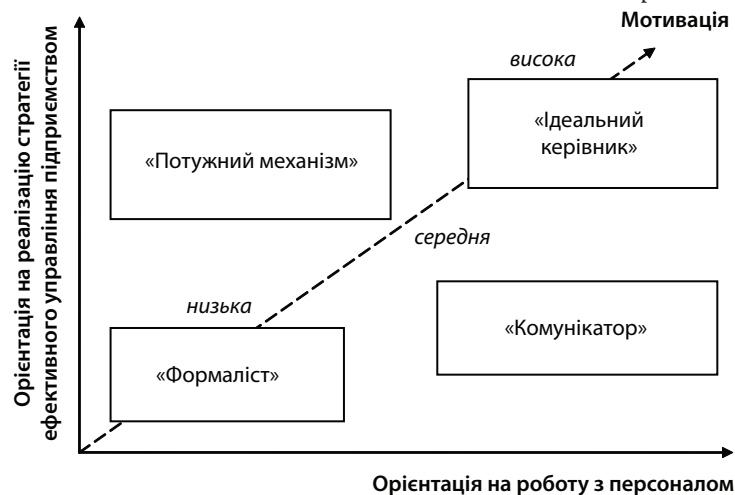 Мотивація
висока
«Ідеальний
керівник»
«Потужний механізм»
середня
низька
«Комунікатор»
«Формаліст»
Орієнтація на реалізацію стратегії
ефективного управління підприємством
Орієнтація на роботу з персоналом